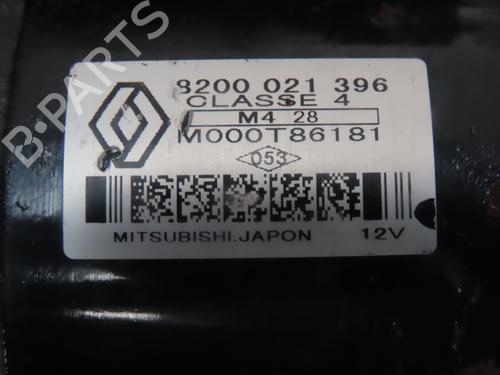 8200 021 396
CLASSE 4
M4 28
M000T86181
053
MITSUBISHI.JAPON 12V
B-PARTS